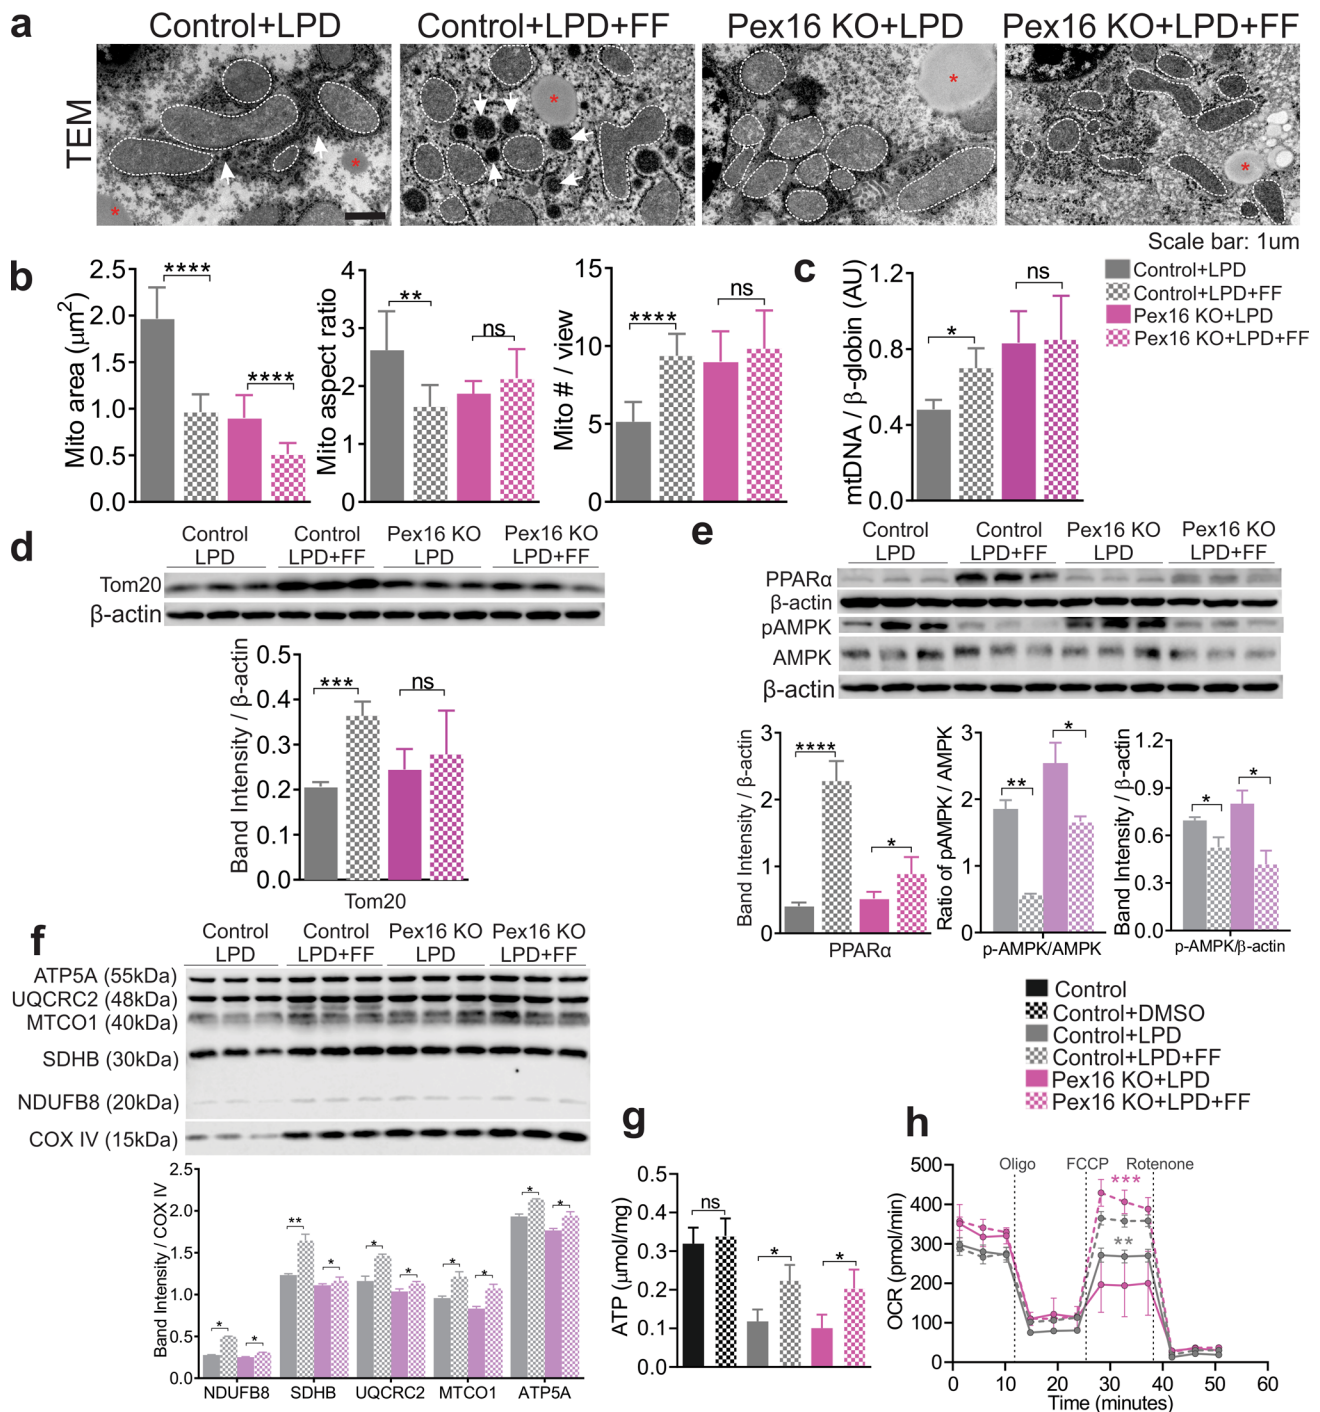 a
Control+LPD
Control+LPD+FF
Pex16 KO+LPD
Pex16 KO+LPD+FF
TEM
*
*
*
*
*
Scale bar: 1um
b
Mito area (μm2)
2.5
2.0
1.5
1.0
0.5
0.0
****
****
Mito aspect ratio
4
3
2
1
0
**
ns
Mito # / view
15
10
5
0
****
ns
c
mtDNA / β-globin (AU)
1.2
0.8
0.4
0.0
*
ns
Control+LPD
Control+LPD+FF
Pex16 KO+LPD
Pex16 KO+LPD+FF
d
Control
LPD
Control
LPD+FF
Pex16 KO
LPD
Pex16 KO
LPD+FF
Tom20
β-actin
Band Intensity / β-actin
0.5
0.4
0.3
0.2
0.1
0.0
***
ns
Tom20
e
Control
LPD
Control
LPD+FF
Pex16 KO
LPD
Pex16 KO
LPD+FF
PPARα
β-actin
pAMPK
AMPK
β-actin
Band Intensity / β-actin
3
2
1
0
****
*
PPARα
Ratio of pAMPK / AMPK
3
2
1
0
**
*
p-AMPK/AMPK
Band Intensity / β-actin
1.2
0.9
0.6
0.3
0.0
*
*
p-AMPK/β-actin
f
Control
LPD
Control
LPD+FF
Pex16 KO
LPD
Pex16 KO
LPD+FF
ATP5A (55kDa)
UQCRC2 (48kDa)
MTCO1 (40kDa)
SDHB (30kDa)
NDUFB8 (20kDa)
COX IV (15kDa)
Band Intensity / COX IV
2.5
2.0
1.5
1.0
0.5
0.0
*
*
**
*
*
*
*
*
*
*
NDUFB8
SDHB
UQCRC2
MTCO1
ATP5A
Control
Control+DMSO
Control+LPD
Control+LPD+FF
Pex16 KO+LPD
Pex16 KO+LPD+FF
g
ATP (μmol/mg)
0.5
0.4
0.3
0.2
0.1
0.0
ns
*
*
h
OCR (pmol/min)
500
400
300
200
100
0
Oligo
FCCP
Rotenone
***
**
0
10
20
30
40
50
60
Time (minutes)